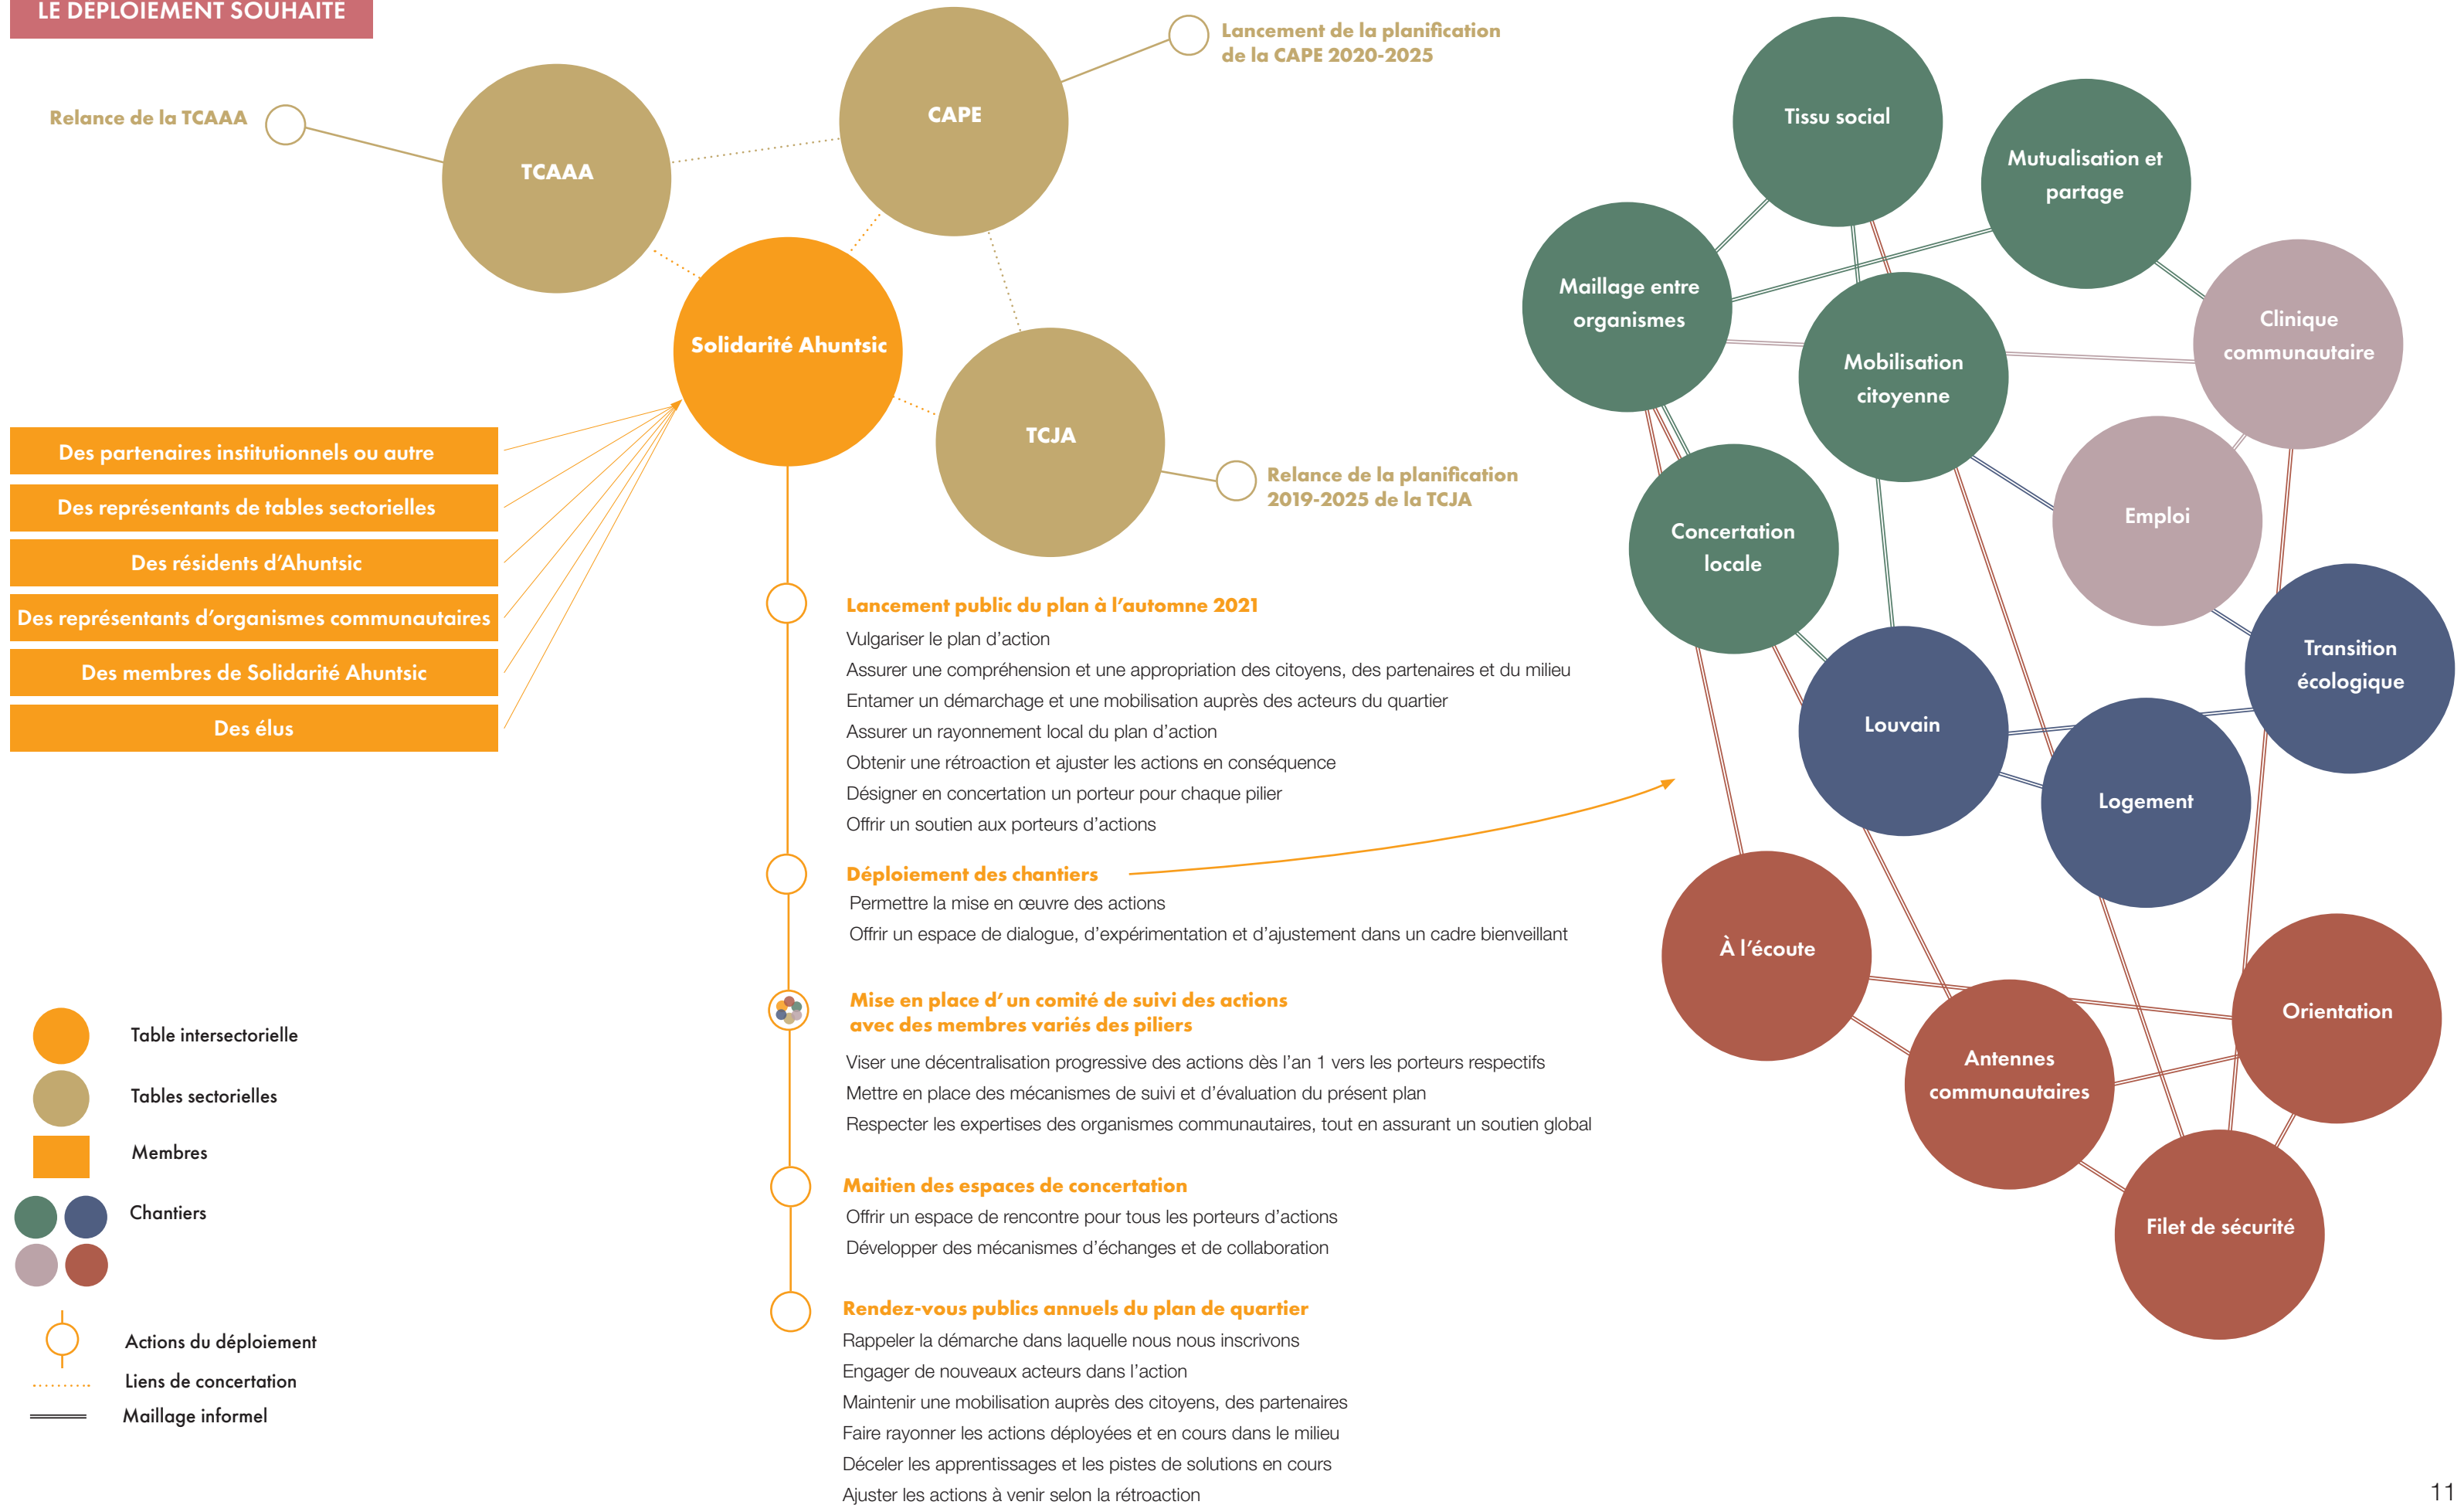 LE DÉPLOIEMENT SOUHAITÉ
Relance de la TCAAA
TCAAA
CAPE
Lancement de la planification
de la CAPE 2020-2025
Solidarité Ahuntsic
TCJA
Relance de la planification
2019-2025 de la TCJA
Des partenaires institutionnels ou autre
Des représentants de tables sectorielles
Des résidents d'Ahuntsic
Des représentants d'organismes communautaires
Des membres de Solidarité Ahuntsic
Des élus
Lancement public du plan à l'automne 2021
Vulgariser le plan d'action
Assurer une compréhension et une appropriation des citoyens, des partenaires et du milieu
Entamer un démarchage et une mobilisation auprès des acteurs du quartier
Assurer un rayonnement local du plan d'action
Obtenir une rétroaction et ajuster les actions en conséquence
Désigner en concertation un porteur pour chaque pilier
Offrir un soutien aux porteurs d'actions
Déploiement des chantiers
Permettre la mise en œuvre des actions
Offrir un espace de dialogue, d'expérimentation et d'ajustement dans un cadre bienveillant
Mise en place d' un comité de suivi des actions
avec des membres variés des piliers
Viser une décentralisation progressive des actions dès l'an 1 vers les porteurs respectifs
Mettre en place des mécanismes de suivi et d'évaluation du présent plan
Respecter les expertises des organismes communautaires, tout en assurant un soutien global
Maitien des espaces de concertation
Offrir un espace de rencontre pour tous les porteurs d'actions
Développer des mécanismes d'échanges et de collaboration
Rendez-vous publics annuels du plan de quartier
Rappeler la démarche dans laquelle nous nous inscrivons
Engager de nouveaux acteurs dans l'action
Maintenir une mobilisation auprès des citoyens, des partenaires
Faire rayonner les actions déployées et en cours dans le milieu
Déceler les apprentissages et les pistes de solutions en cours
Ajuster les actions à venir selon la rétroaction
Tissu social
Mutualisation et
partage
Maillage entre
organismes
Clinique
communautaire
Mobilisation
citoyenne
Emploi
Concertation
locale
Transition
écologique
Louvain
Logement
À l'écoute
Orientation
Antennes
communautaires
Filet de sécurité
Table intersectorielle
Tables sectorielles
Membres
Chantiers
Actions du déploiement
Liens de concertation
Maillage informel
11